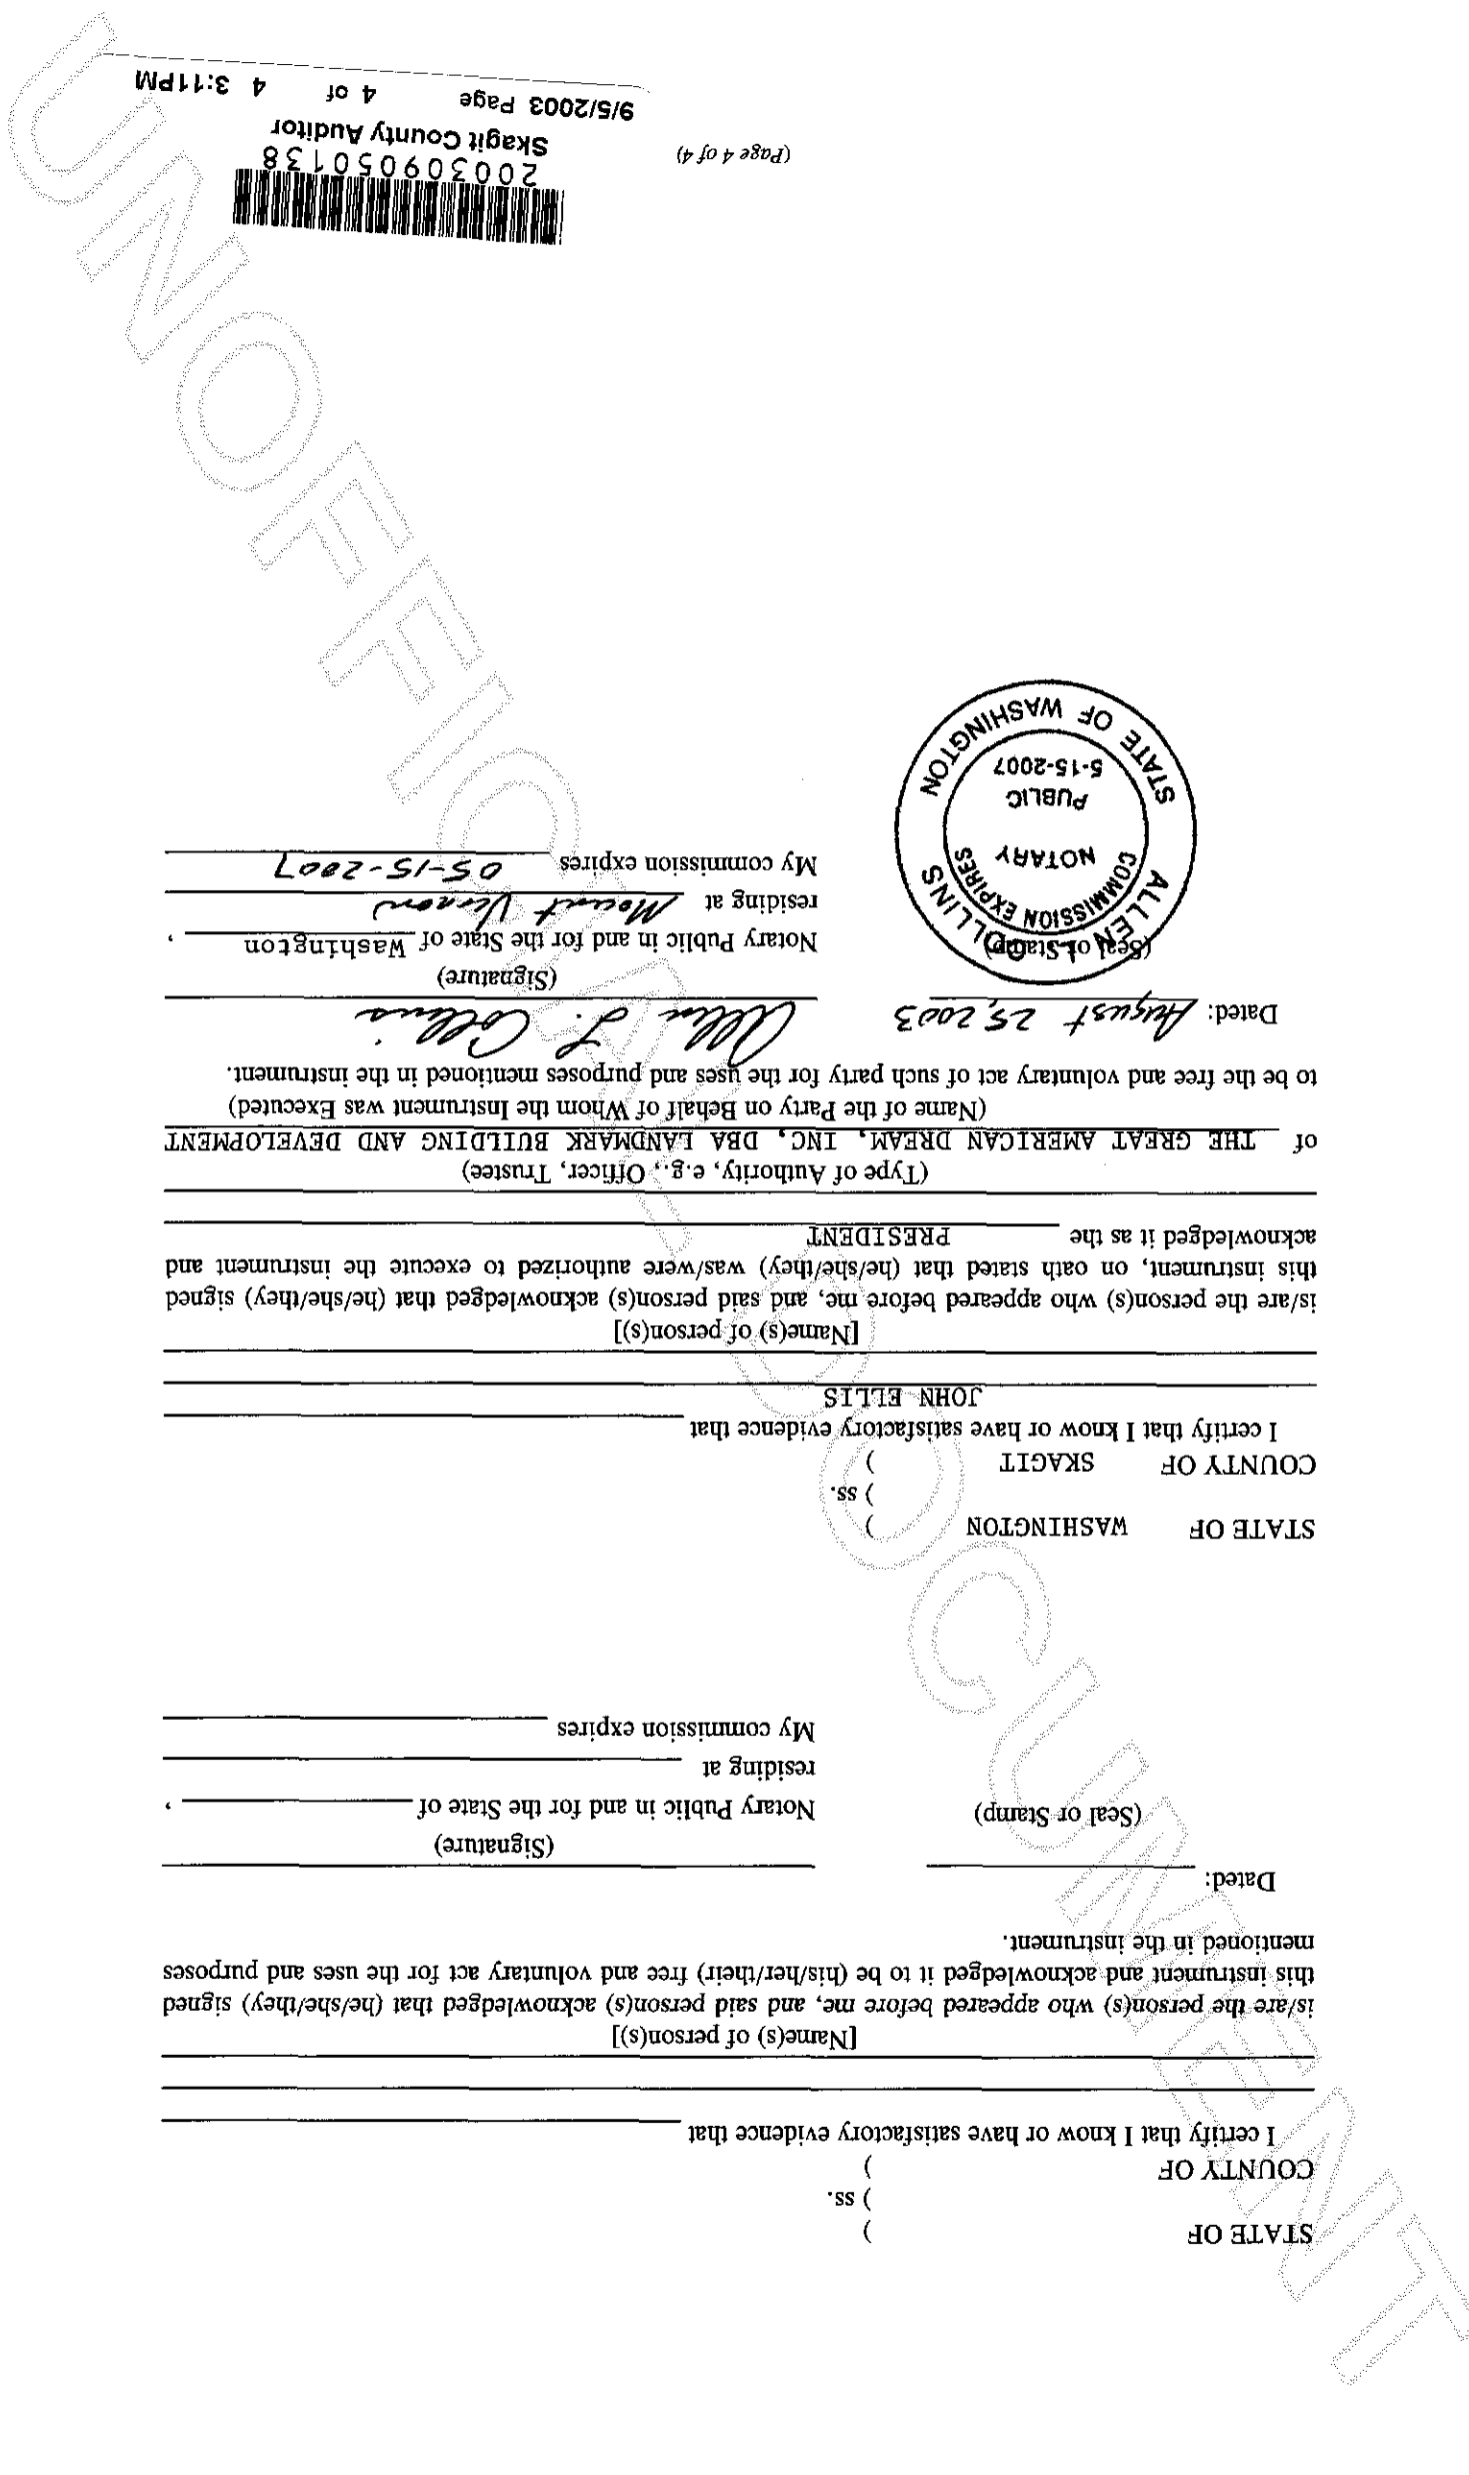 STATE OF )
) ss.
COUNTY OF )
I certify that I know or have satisfactory evidence that
[Name(s) of person(s)]
is/are the person(s) who appeared before me, and said person(s) acknowledged that (he/she/they) signed
this instrument and acknowledged it to be (his/her/their) free and voluntary act for the uses and purposes
mentioned in the instrument.
Dated:
(Signature)
(Seal or Stamp)
Notary Public in and for the State of ,
residing at
My commission expires
STATE OF WASHINGTON )
) ss.
COUNTY OF SKAGIT )
I certify that I know or have satisfactory evidence that
JOHN ELLIS
[Name(s) of person(s)]
is/are the person(s) who appeared before me, and said person(s) acknowledged that (he/she/they) signed
this instrument, on oath stated that (he/she/they) was/were authorized to execute the instrument and
acknowledged it as the PRESIDENT
(Type of Authority, e.g., Officer, Trustee)
of THE GREAT AMERICAN DREAM, INC, DBA LANDMARK BUILDING AND DEVELOPMENT
(Name of the Party on Behalf of Whom the Instrument was Executed)
to be the free and voluntary act of such party for the uses and purposes mentioned in the instrument.
Dated: August 25, 2003
Allen L. Collins
(Signature)
(Seal or Stamp)
Notary Public in and for the State of Washington ,
residing at Mount Vernon
My commission expires 05-15-2007
ALLEN L. COLLINS
COMMISSION EXPIRES
NOTARY
PUBLIC
5-15-2007
STATE OF WASHINGTON
(Page 4 of 4)
200309050138
Skagit County Auditor
9/5/2003 Page 4 of 4 3:11PM
UNOFFICIAL DOCUMENT